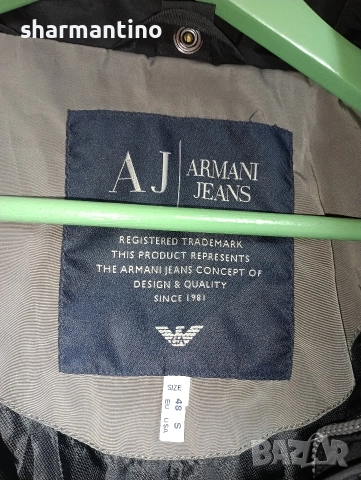 sharmantino
AJ ARMANI
JEANS
REGISTERED TRADEMARK
THIS PRODUCT REPRESENTS
THE ARMANI JEANS CONCEPT OF
DESIGN & QUALITY
SINCE 1981
SIZE
48 S
EU USA
BAZAR